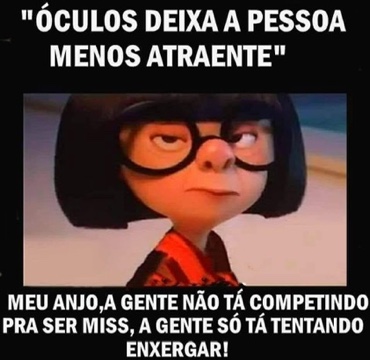 "ÓCULOS DEIXA A PESSOA
MENOS ATRAENTE"
MEU ANJO,A GENTE NÃO TÁ COMPETINDO
PRA SER MISS, A GENTE SÓ TÁ TENTANDO
ENXERGAR!